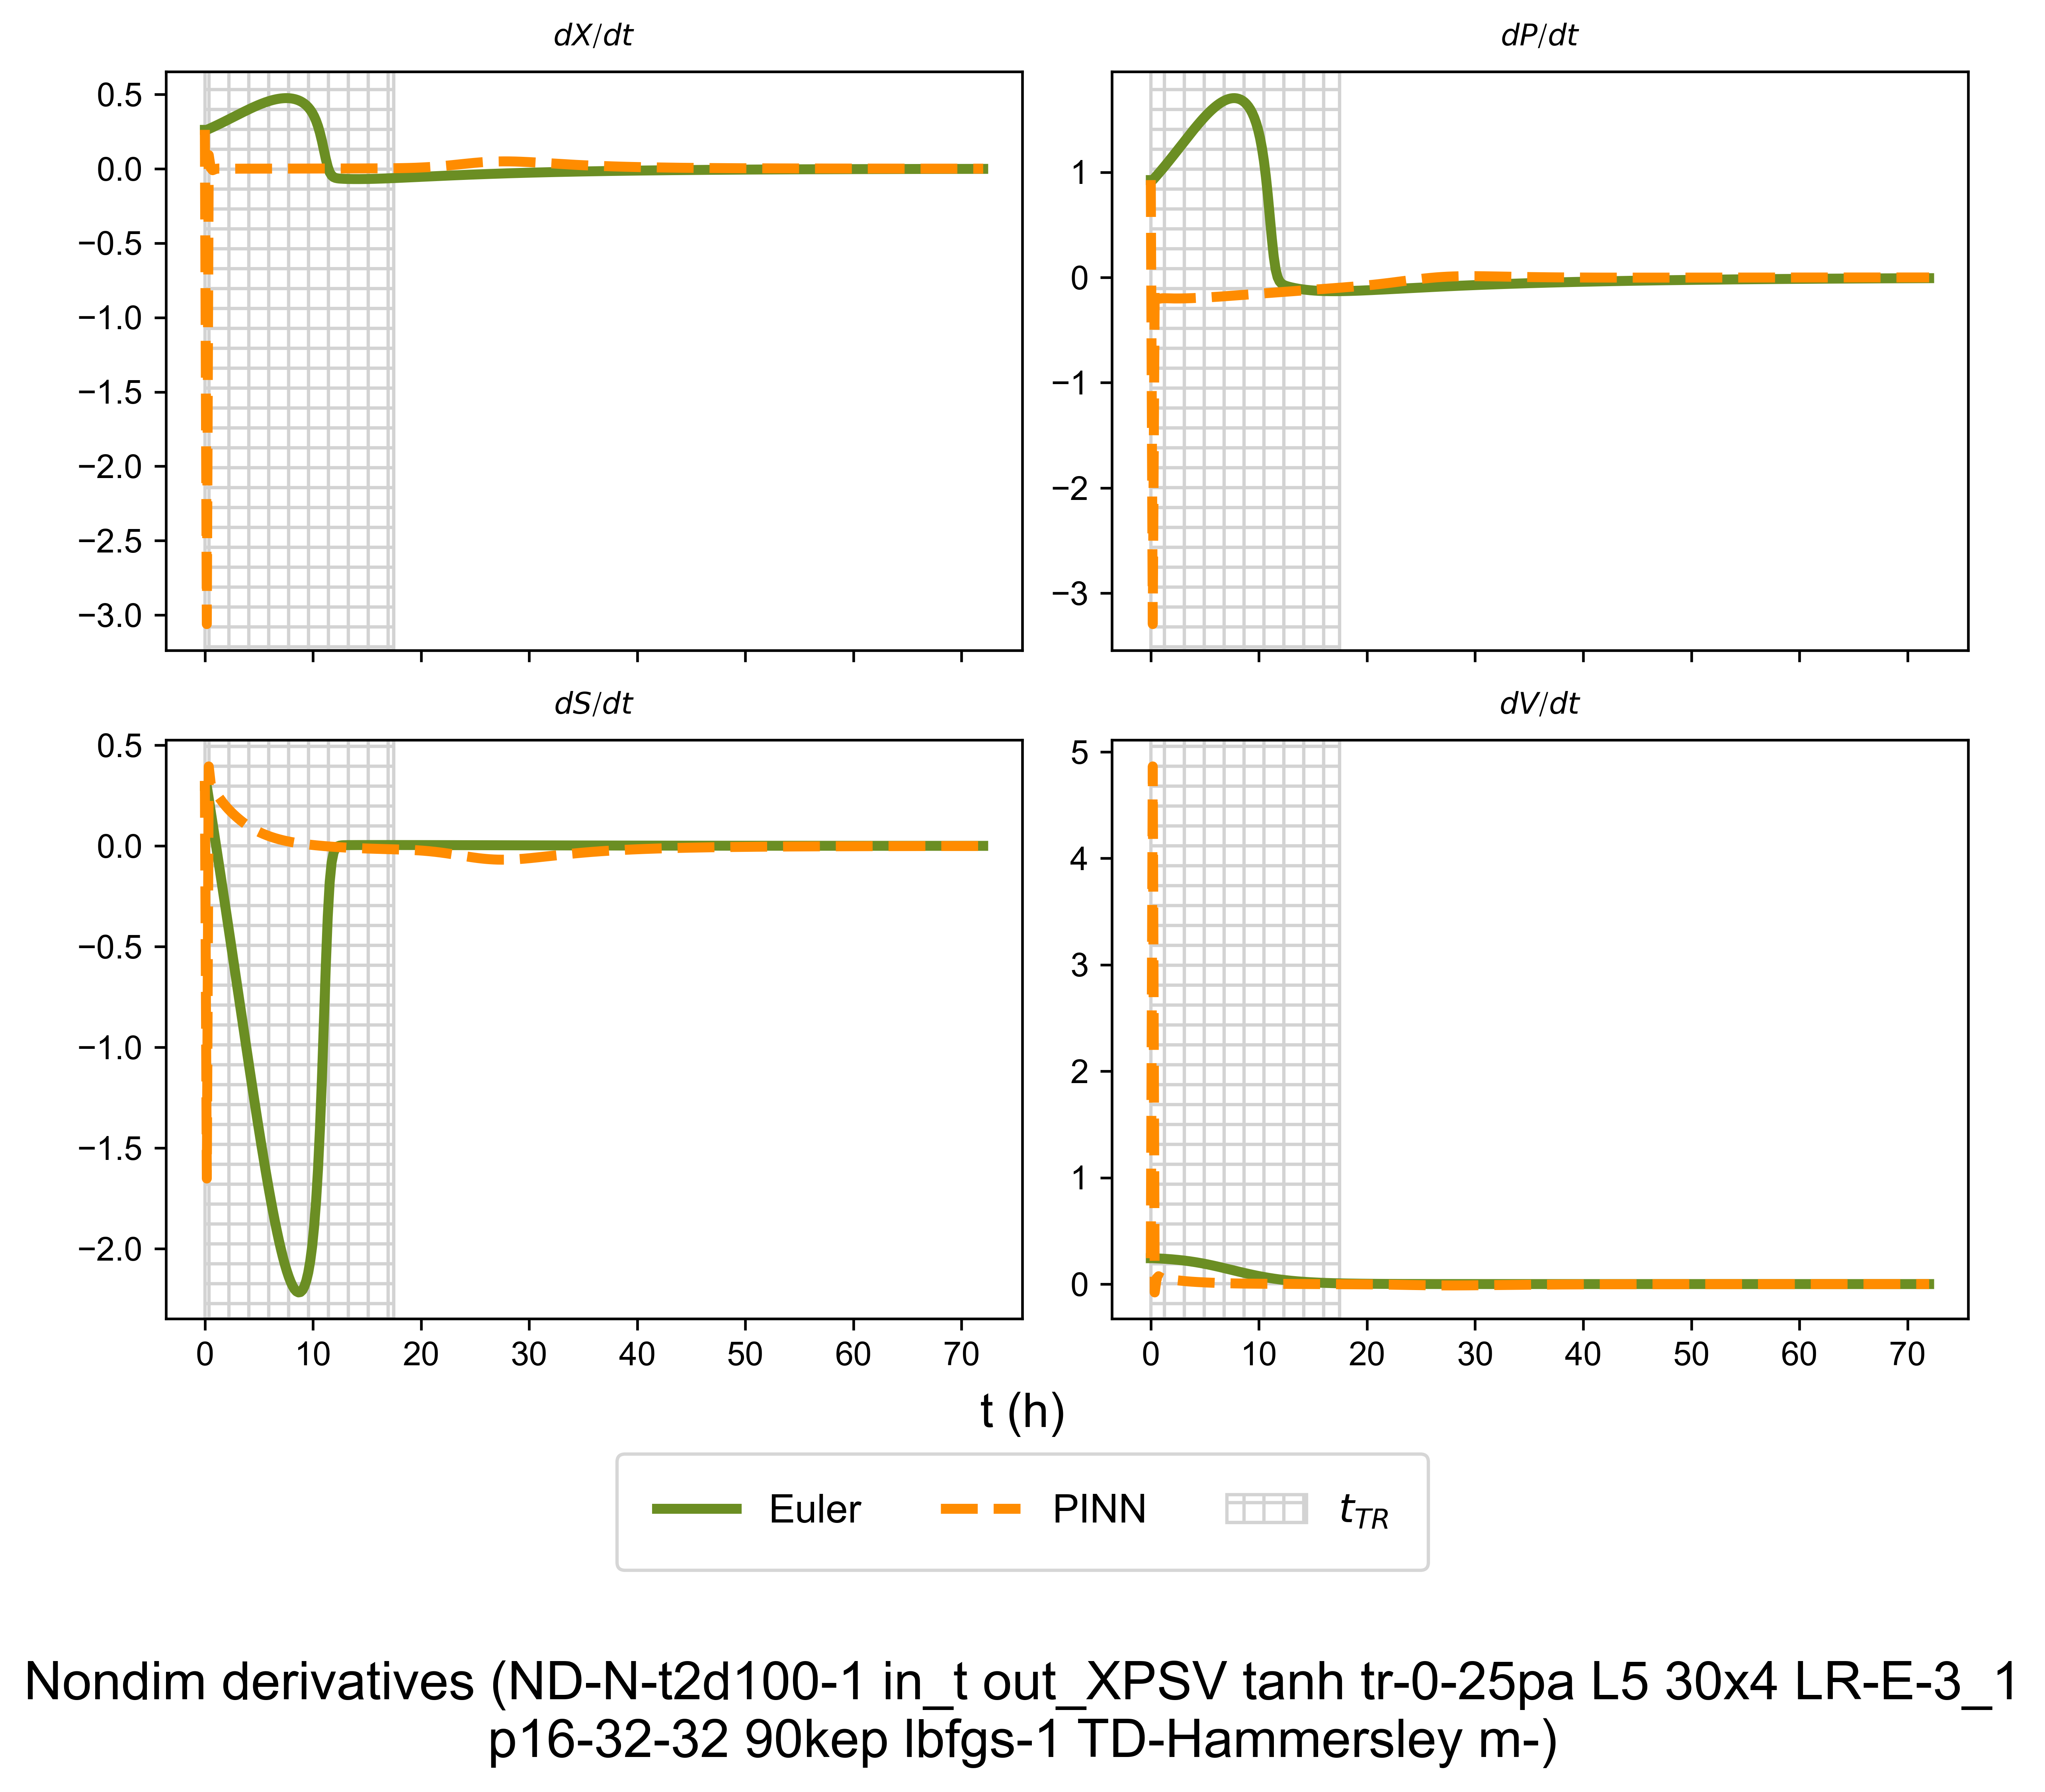 dX/dt
dP/dt
0.5
0.0
−0.5
−1.0
−1.5
−2.0
−2.5
−3.0
1
0
−1
−2
−3
dS/dt
dV/dt
0.5
0.0
−0.5
−1.0
−1.5
−2.0
5
4
3
2
1
0
0 10 20 30 40 50 60 70
0 10 20 30 40 50 60 70
t (h)
Euler PINN t_TR
Nondim derivatives (ND-N-t2d100-1 in_t out_XPSV tanh tr-0-25pa L5 30x4 LR-E-3_1
p16-32-32 90kep lbfgs-1 TD-Hammersley m-)